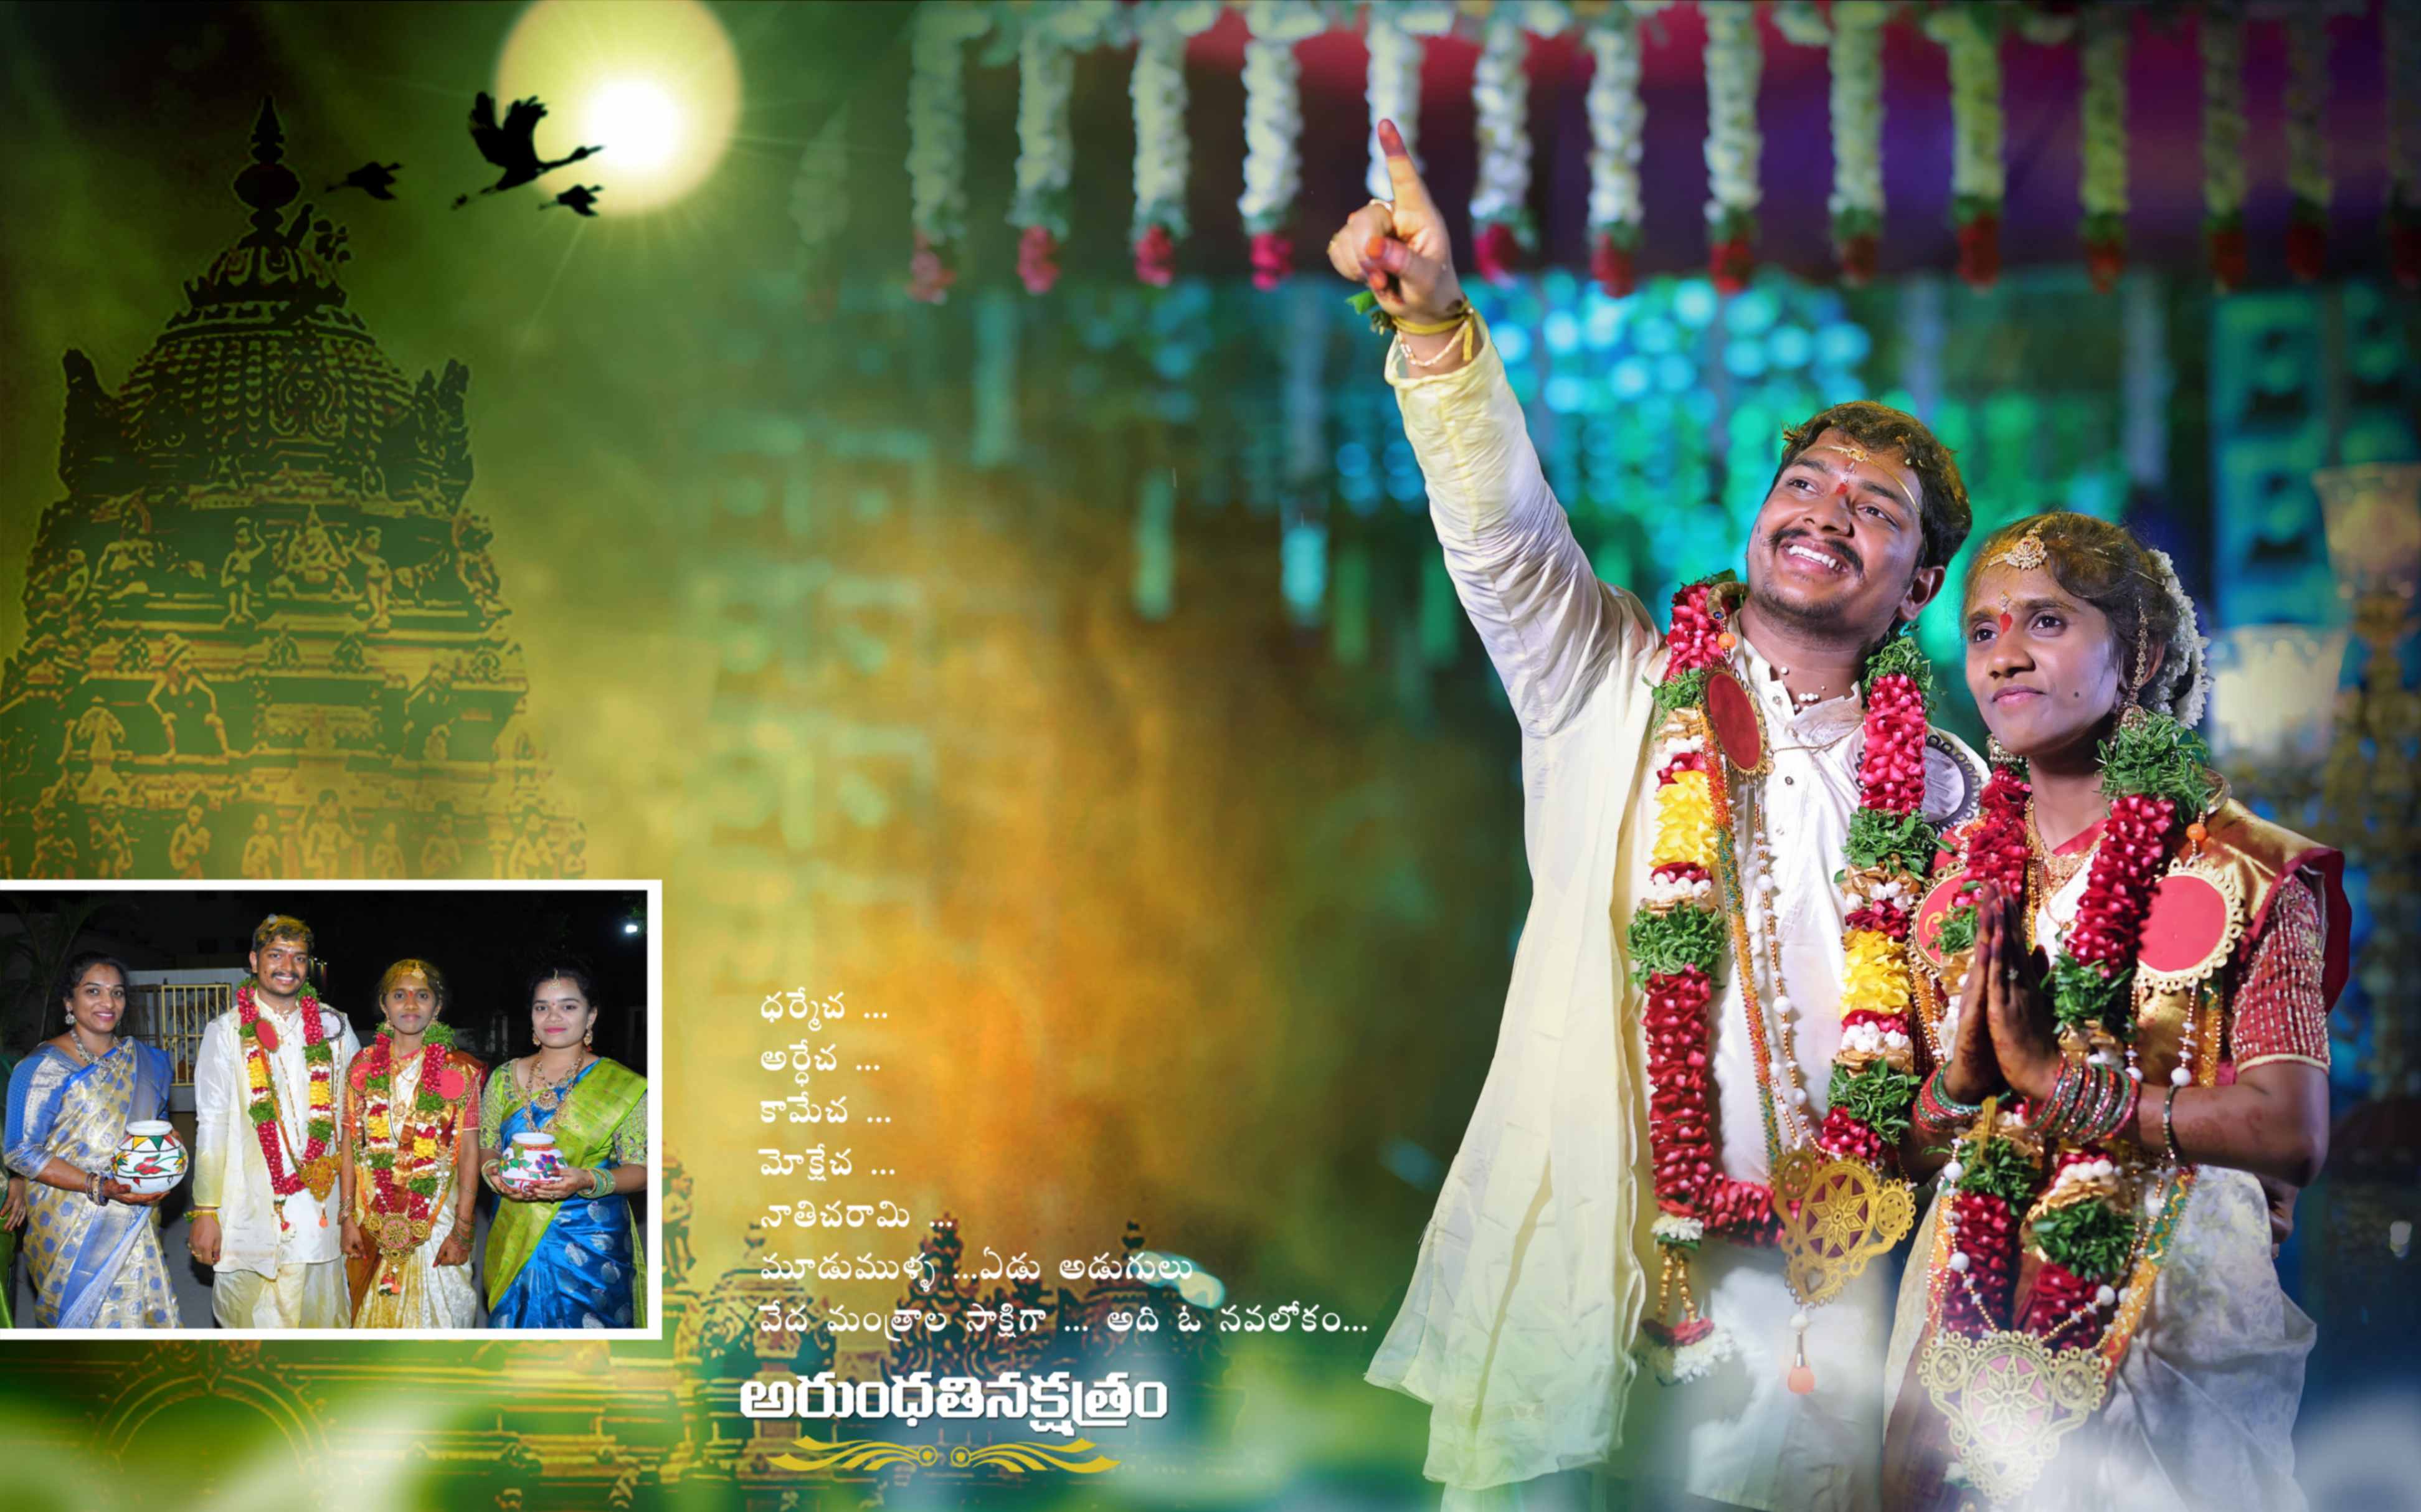 ధర్మేచ ...
అర్ధేచ ...
కామేచ ...
మోక్షేచ ...
నాతిచరామి ...
మూడుముళ్ళ ...ఏడు అడుగులు
వేద మంత్రాల సాక్షిగా ... అది ఓ నవలోకం...
అరుంధతినక్షత్రం